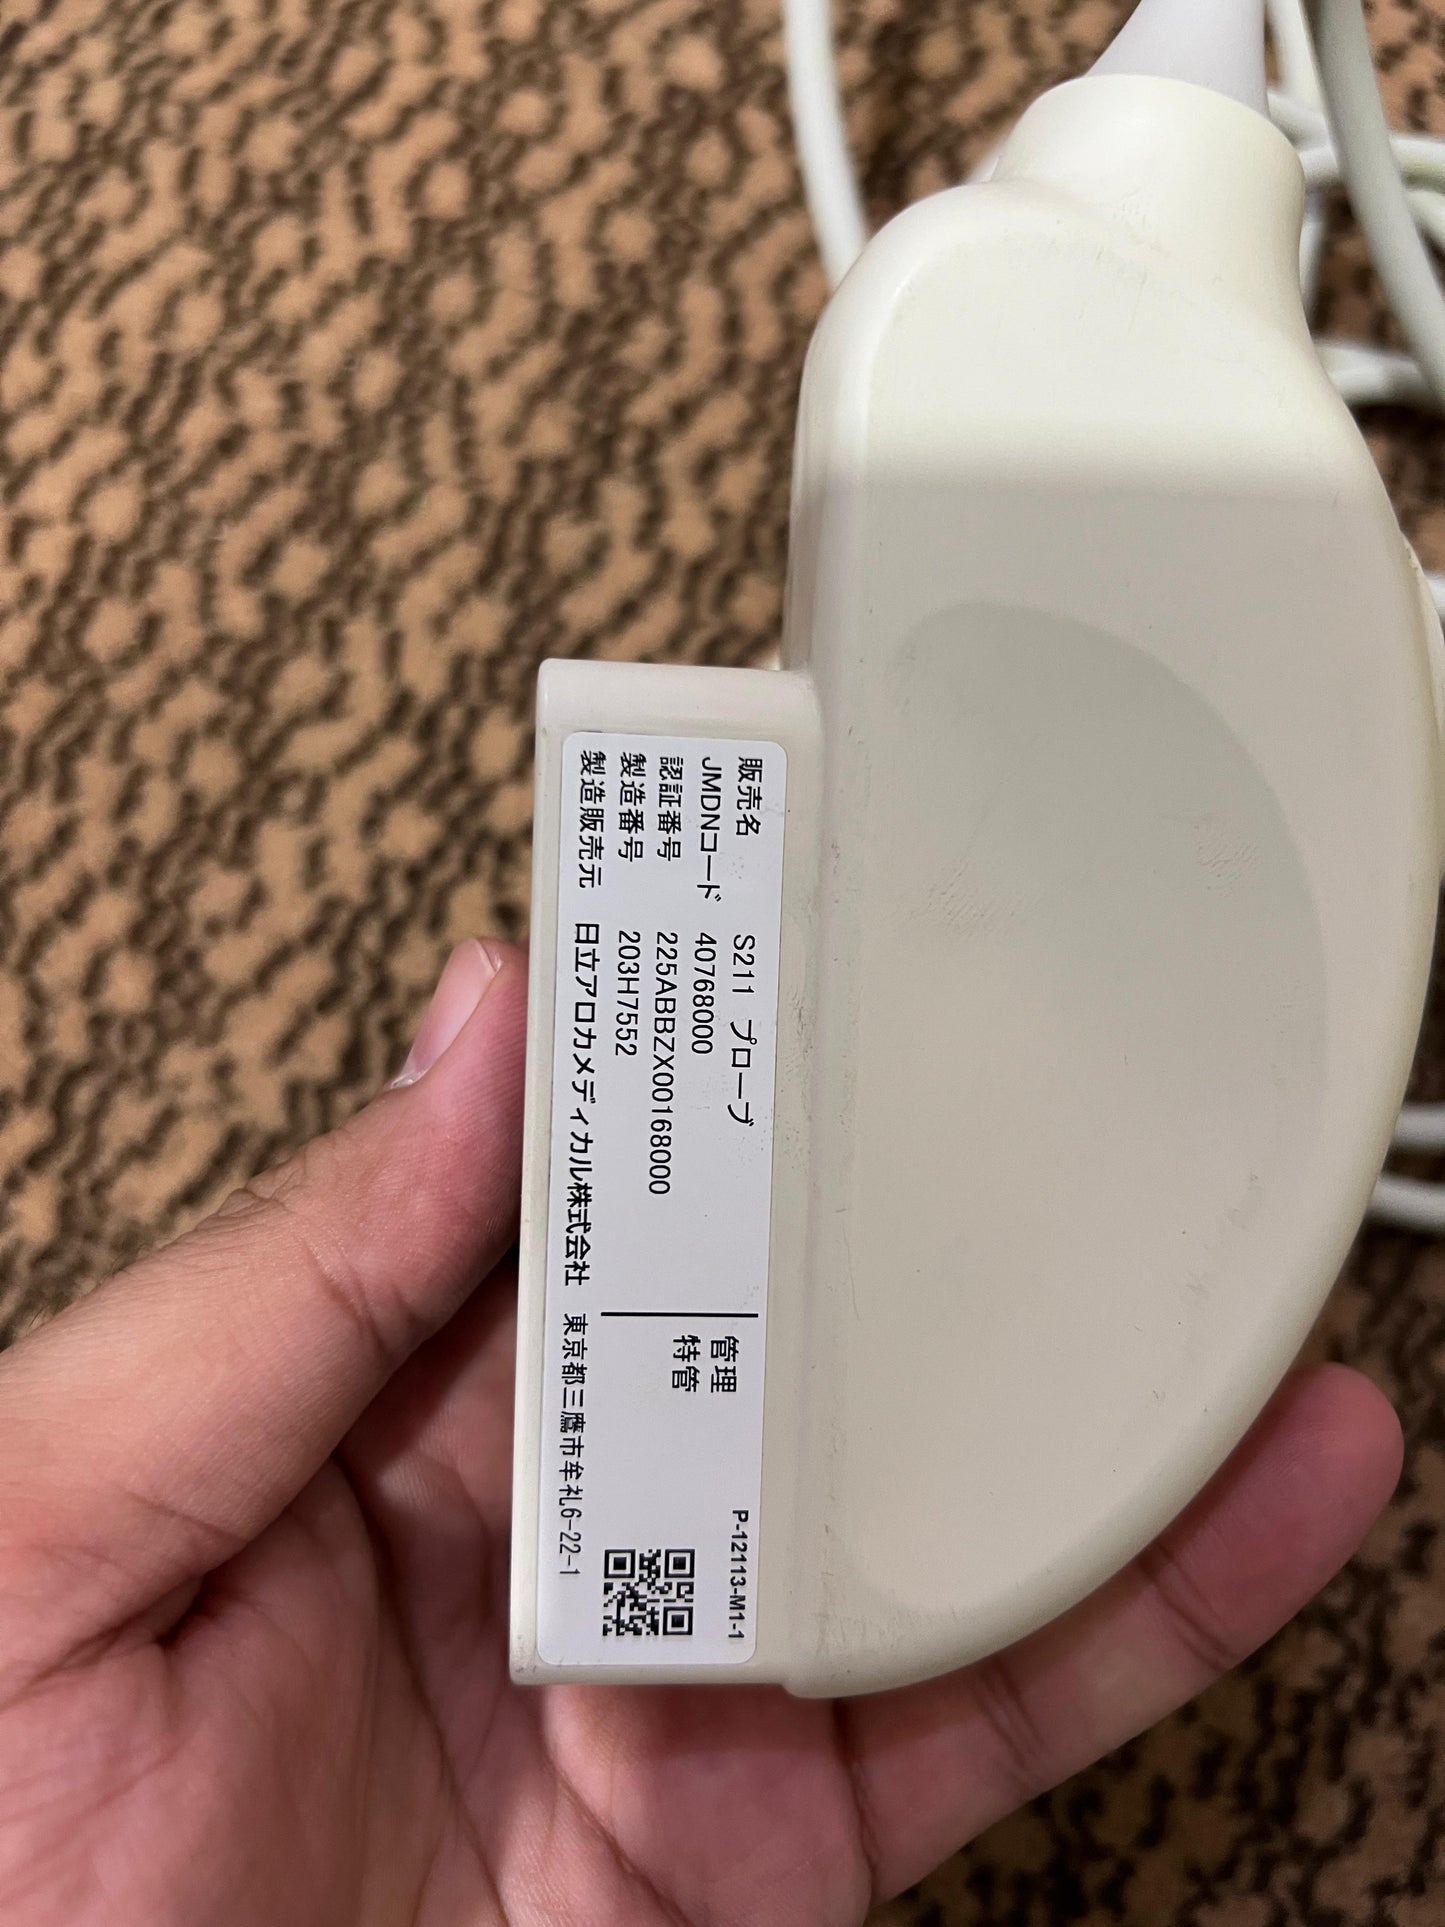 P-12113-M1-1
販売名 S211 プローブ
JMDNコード 40768000
認証番号 225ABBZX00168000
製造番号 203H7552
管理
特管
製造販売元 日立アロカメディカル株式会社 東京都三鷹市牟礼6-22-1